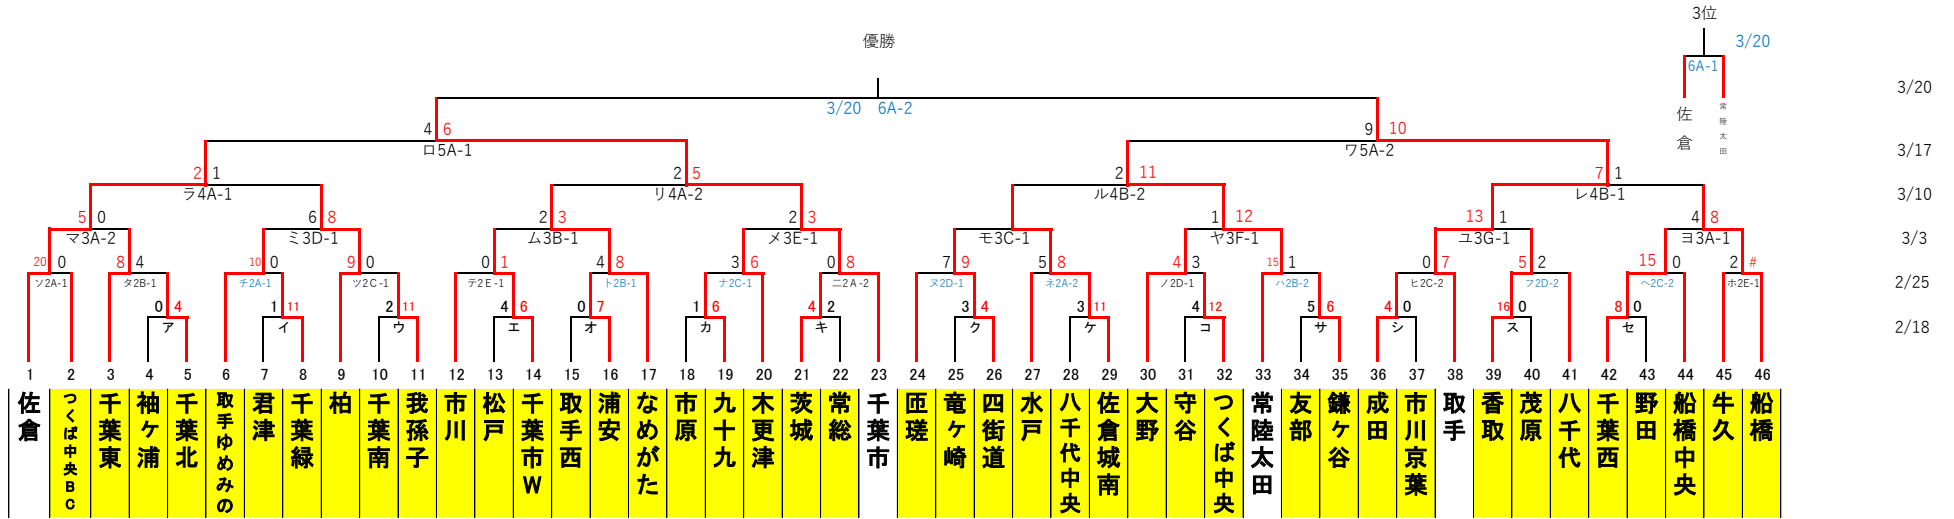 3位
優勝
3/20
6A-1
3/20
3/20 6A-2
佐倉
常陸太田
4 6
9 10
ロ5A-1
ワ5A-2
3/17
2 1
2 5
2 11
7 1
ラ4A-1
リ4A-2
ル4B-2
レ4B-1
3/10
5 0
6 8
2 3
2 3
1 12
13 1
4 8
マ3A-2
ミ3D-1
ム3B-1
メ3E-1
モ3C-1
ヤ3F-1
ユ3G-1
ヨ3A-1
3/3
20 0
8 4
10 0
9 0
0 1
4 8
3 6
0 8
7 9
5 8
4 3
15 1
0 7
5 2
15 0
2 #
ソ2A-1
タ2B-1
チ2A-1
ツ2C-1
テ2E-1
ト2B-1
ナ2C-1
ニ2A-2
ヌ2D-1
ネ2A-2
ノ2D-1
ハ2B-2
ヒ2C-2
フ2D-2
ヘ2C-2
ホ2E-1
2/25
0 4
1 11
2 11
4 6
0 7
1 6
4 2
3 4
3 11
4 12
5 6
4 0
16 0
8 0
ア
イ
ウ
エ
オ
カ
キ
ク
ケ
コ
サ
シ
ス
セ
2/18
1 2 3 4 5 6 7 8 9 10 11 12 13 14 15 16 17 18 19 20 21 22 23 24 25 26 27 28 29 30 31 32 33 34 35 36 37 38 39 40 41 42 43 44 45 46
佐倉
つくば中央BC
千葉東
袖ヶ浦
千葉北
取手ゆめみの
君津
千葉緑
柏
千葉南
我孫子
市川
松戸
千葉市W
取手西
浦安
なめがた
市原
九十九
木更津
茨城
常総
千葉市
匝瑳
竜ヶ崎
四街道
水戸
八千代中央
佐倉城南
大野
守谷
つくば中央
常陸太田
友部
鎌ヶ谷
成田
市川京葉
取手
香取
茂原
八千代
千葉西
野田
船橋中央
牛久
船橋